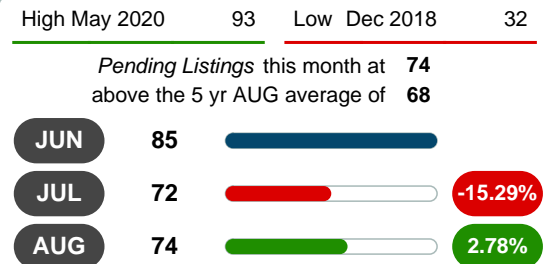 High May 2020 93 Low Dec 2018 32
Pending Listings this month at 74
above the 5 yr AUG average of 68
JUN 85
JUL 72 -15.29%
AUG 74 2.78%